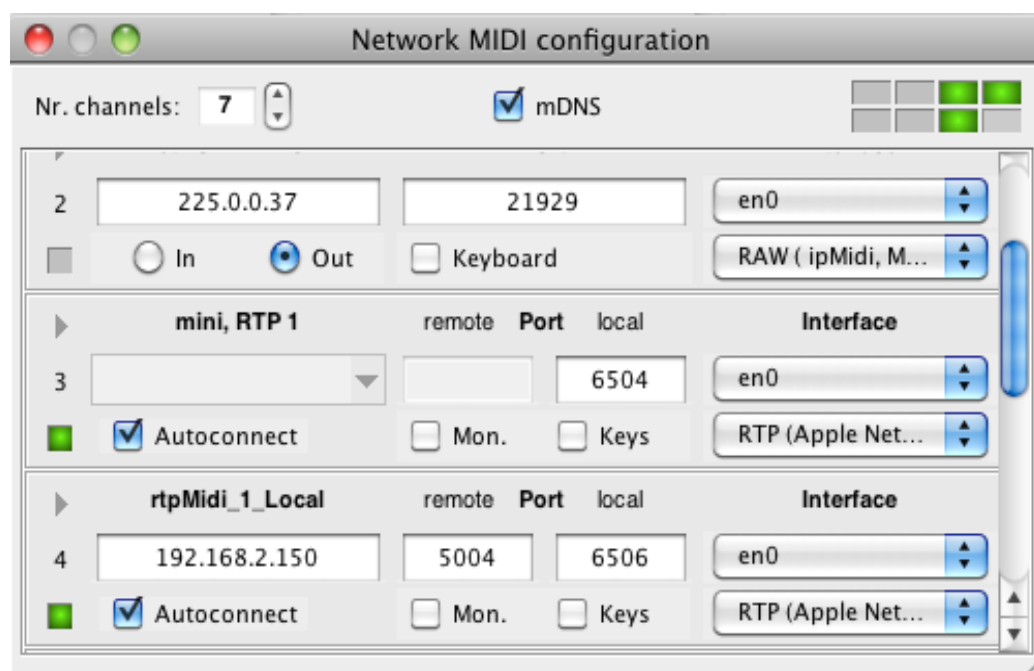 Network MIDI configuration
Nr. channels: 7 mDNS
2 225.0.0.37 21929 en0
In Out Keyboard RAW ( ipMidi, M...
mini, RTP 1 remote Port local Interface
3 6504 en0
Autoconnect Mon. Keys RTP (Apple Net...
rtpMidi_1_Local remote Port local Interface
4 192.168.2.150 5004 6506 en0
Autoconnect Mon. Keys RTP (Apple Net...